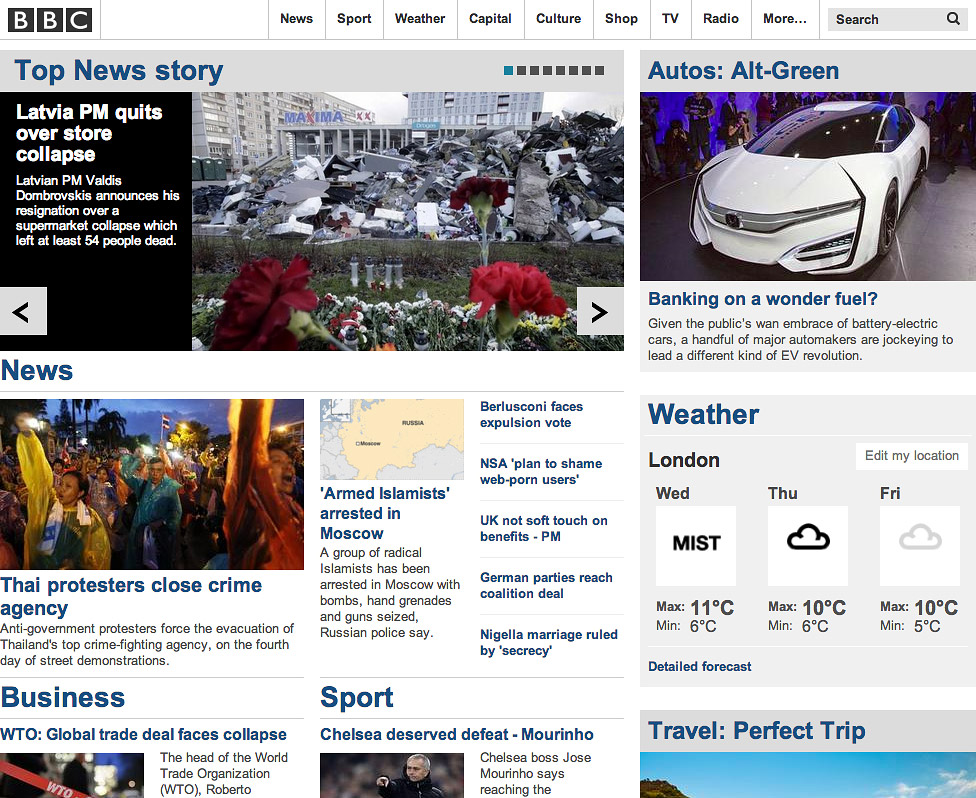 BBC
News
Sport
Weather
Capital
Culture
Shop
TV
Radio
More...
Search
Top News story
Latvia PM quits
over store
collapse
Latvian PM Valdis
Dombrovskis announces his
resignation over a
supermarket collapse which
left at least 54 people dead.
MAXIMA XX
<
>
Autos: Alt-Green
Banking on a wonder fuel?
Given the public's wan embrace of battery-electric
cars, a handful of major automakers are jockeying to
lead a different kind of EV revolution.
News
Thai protesters close crime
agency
Anti-government protesters force the evacuation of
Thailand's top crime-fighting agency, on the fourth
day of street demonstrations.
RUSSIA
Moscow
'Armed Islamists'
arrested in
Moscow
A group of radical
Islamists has been
arrested in Moscow with
bombs, hand grenades
and guns seized,
Russian police say.
Berlusconi faces
expulsion vote
NSA 'plan to shame
web-porn users'
UK not soft touch on
benefits - PM
German parties reach
coalition deal
Nigella marriage ruled
by 'secrecy'
Weather
London
Edit my location
Wed
Thu
Fri
MIST
Max: 11°C
Min: 6°C
Max: 10°C
Min: 6°C
Max: 10°C
Min: 5°C
Detailed forecast
Business
WTO: Global trade deal faces collapse
WTO
The head of the World
Trade Organization
(WTO), Roberto
Sport
Chelsea deserved defeat - Mourinho
Chelsea boss Jose
Mourinho says
reaching the
Travel: Perfect Trip